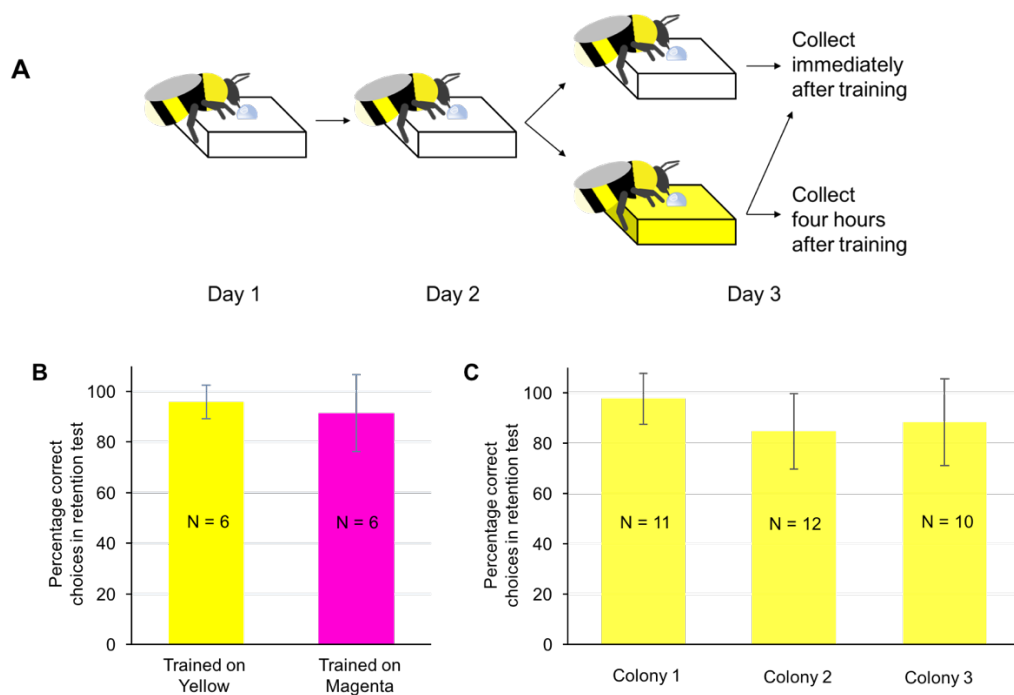 A
Collect
immediately
after training
Collect
four hours
after training
Day 1
Day 2
Day 3
B
Percentage correct
choices in retention test
100
80
60
40
20
0
N = 6
N = 6
Trained on
Yellow
Trained on
Magenta
C
Percentage correct
choices in retention test
100
80
60
40
20
0
N = 11
N = 12
N = 10
Colony 1
Colony 2
Colony 3